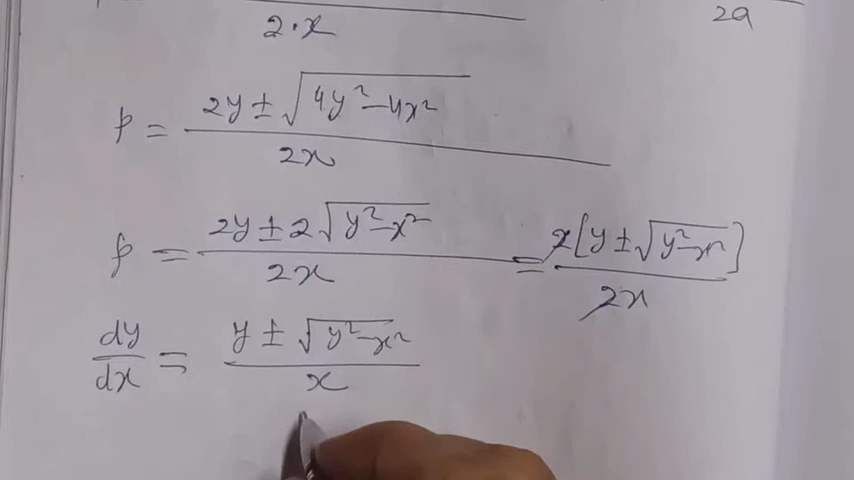 2·x
2a
p = 2y ± √4y² – 4x² / 2x
p = 2y ± 2√y² – x² / 2x = 2[y ± √y² – x²] / 2x
dy/dx = y ± √y² – x² / x